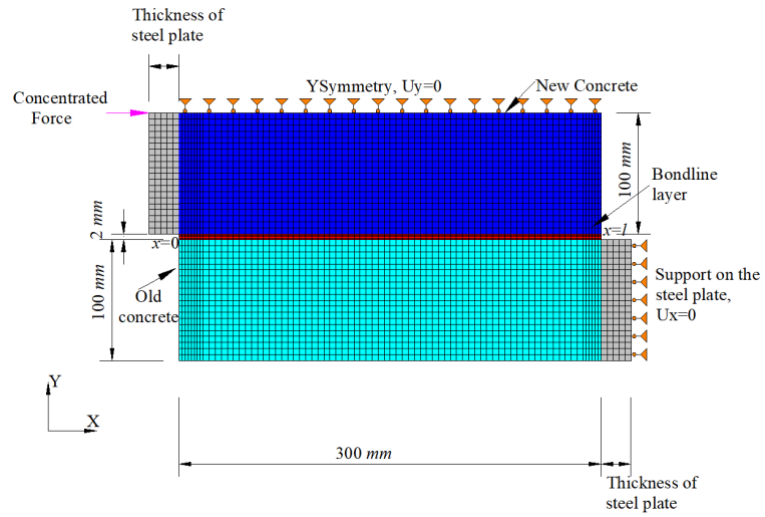 Thickness of
steel plate
YSymmetry, Uy=0
New Concrete
Concentrated
Force
100 mm
Bondline
layer
2 mm
x=0
x=l
Old
concrete
100 mm
Support on the
steel plate,
Ux=0
Y
X
300 mm
Thickness of
steel plate